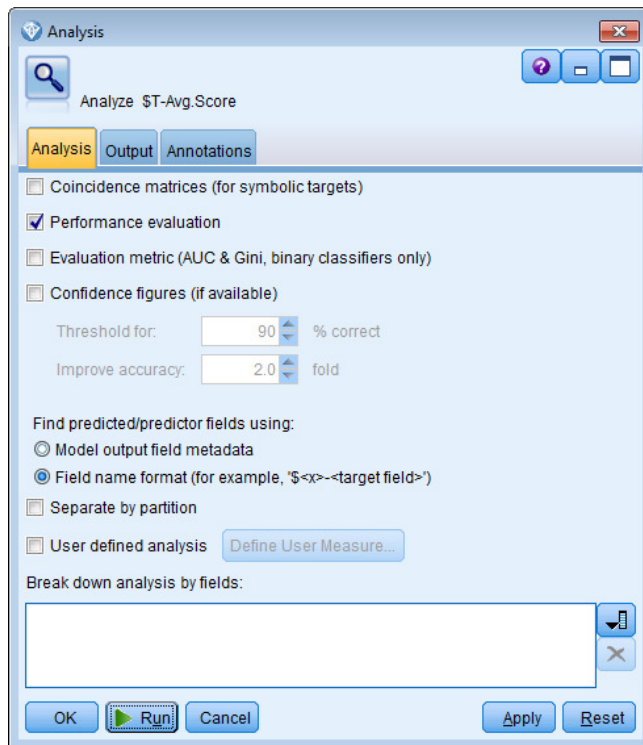 Analysis
Analyze $T-Avg.Score
Analysis Output Annotations
Coincidence matrices (for symbolic targets)
Performance evaluation
Evaluation metric (AUC & Gini, binary classifiers only)
Confidence figures (if available)
Threshold for: 90 % correct
Improve accuracy: 2.0 fold
Find predicted/predictor fields using:
Model output field metadata
Field name format (for example, '$<x>-<target field>')
Separate by partition
User defined analysis Define User Measure...
Break down analysis by fields:
OK Run Cancel Apply Reset